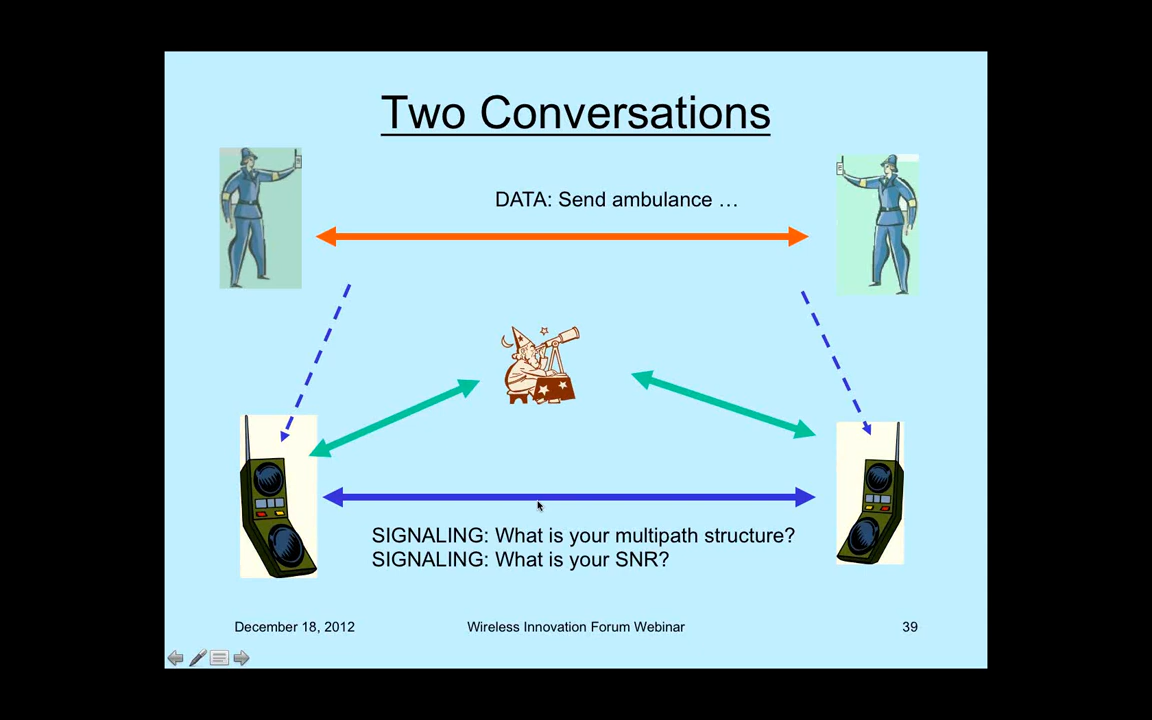 Two Conversations
DATA: Send ambulance …
SIGNALING: What is your multipath structure?
SIGNALING: What is your SNR?
December 18, 2012
Wireless Innovation Forum Webinar
39